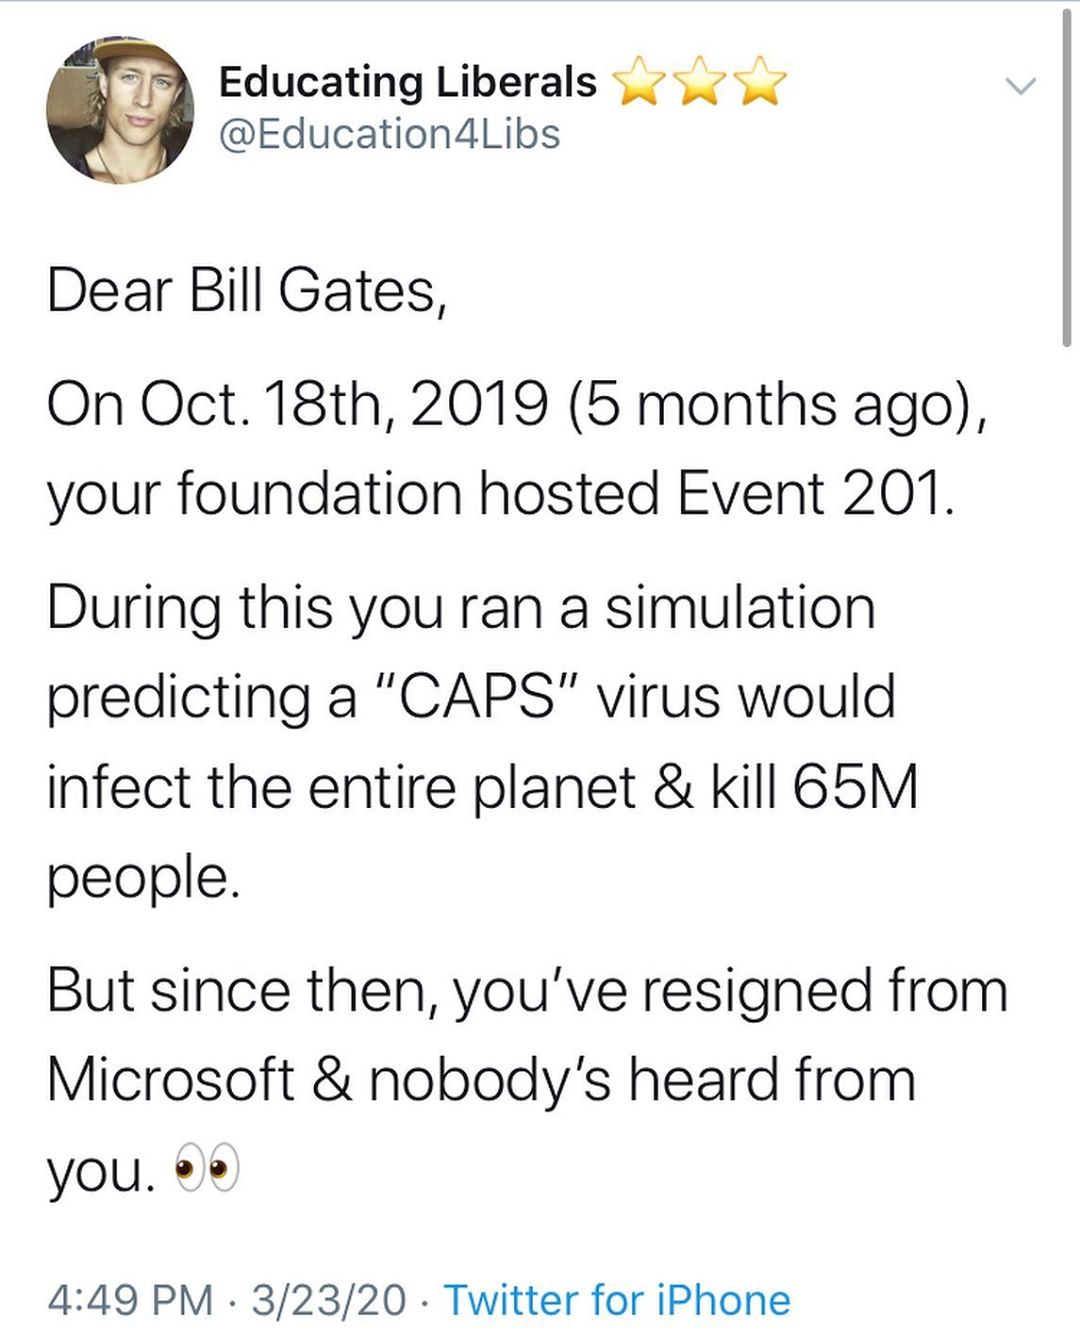 Educating Liberals ⭐⭐⭐
@Education4Libs
Dear Bill Gates,
On Oct. 18th, 2019 (5 months ago),
your foundation hosted Event 201.
During this you ran a simulation
predicting a “CAPS” virus would
infect the entire planet & kill 65M
people.
But since then, you’ve resigned from
Microsoft & nobody’s heard from
you. 👀
4:49 PM · 3/23/20 · Twitter for iPhone